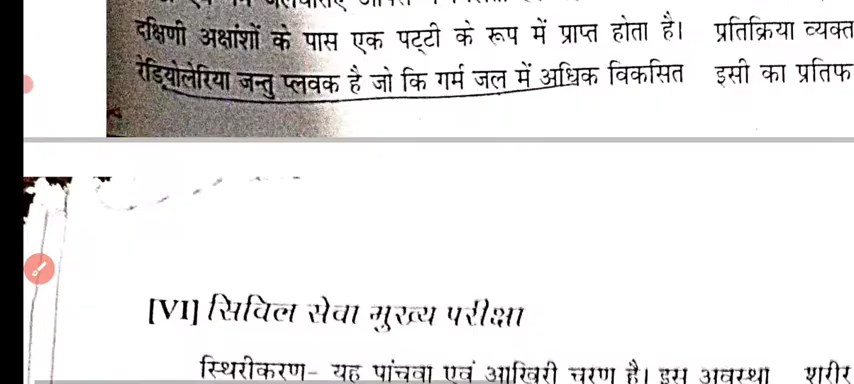 दक्षिणी अक्षांशों के पास एक पट्टी के रूप में प्राप्त होता है।
रेडियोलेरिया जन्तु प्लवक है जो कि गर्म जल में अधिक विकसित
प्रतिक्रिया व्यक्त
इसी का प्रतिफ
[VI] सिविल सेवा मुख्य परीक्षा
स्थिरीकरण- यह पांचवा एवं आखिरी चरण है। इस अवस्था
शरीर